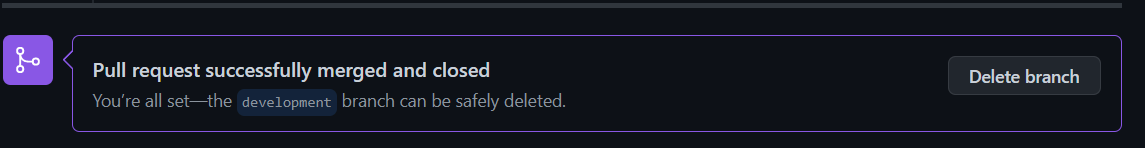 Pull request successfully merged and closed
You’re all set—the development branch can be safely deleted.
Delete branch